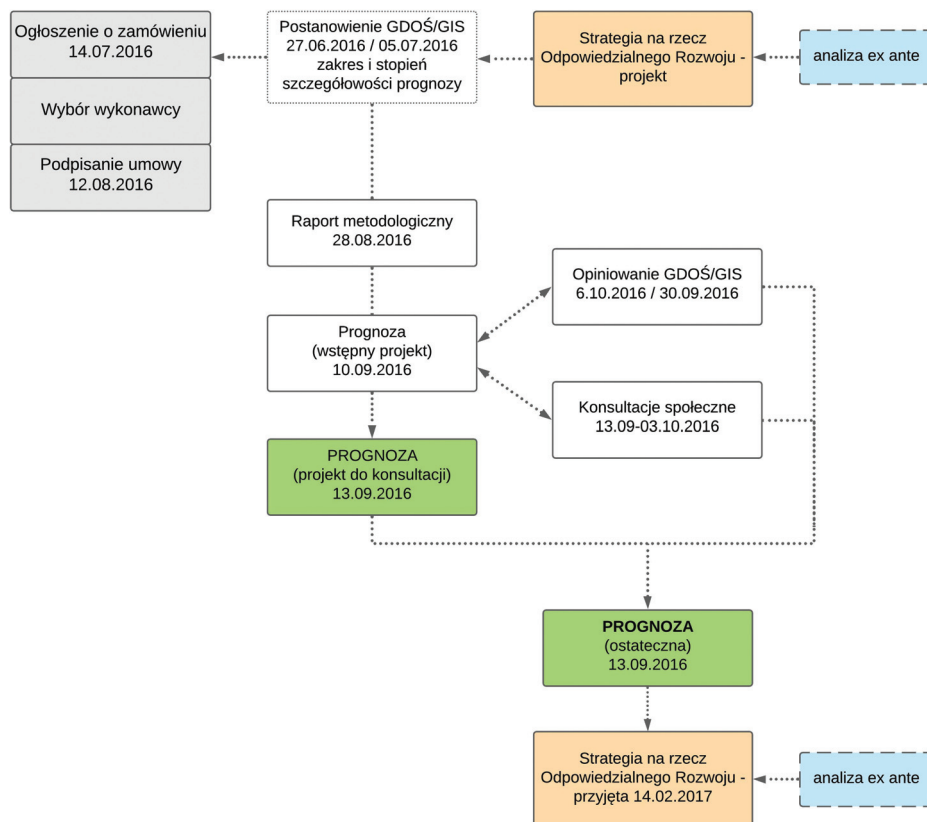 Ogłoszenie o zamówieniu
14.07.2016
Wybór wykonawcy
Podpisanie umowy
12.08.2016
Postanowienie GDOŚ/GIS
27.06.2016 / 05.07.2016
zakres i stopień
szczegółowości prognozy
Strategia na rzecz
Odpowiedzialnego Rozwoju -
projekt
analiza ex ante
Raport metodologiczny
28.08.2016
Prognoza
(wstępny projekt)
10.09.2016
Opiniowanie GDOŚ/GIS
6.10.2016 / 30.09.2016
Konsultacje społeczne
13.09-03.10.2016
PROGNOZA
(projekt do konsultacji)
13.09.2016
PROGNOZA
(ostateczna)
13.09.2016
Strategia na rzecz
Odpowiedzialnego Rozwoju -
przyjęta 14.02.2017
analiza ex ante